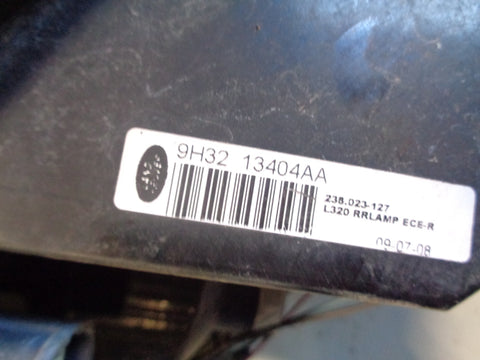 9H32 13404AA
238.023-127
L320 RRLAMP ECE-R
09-07-08